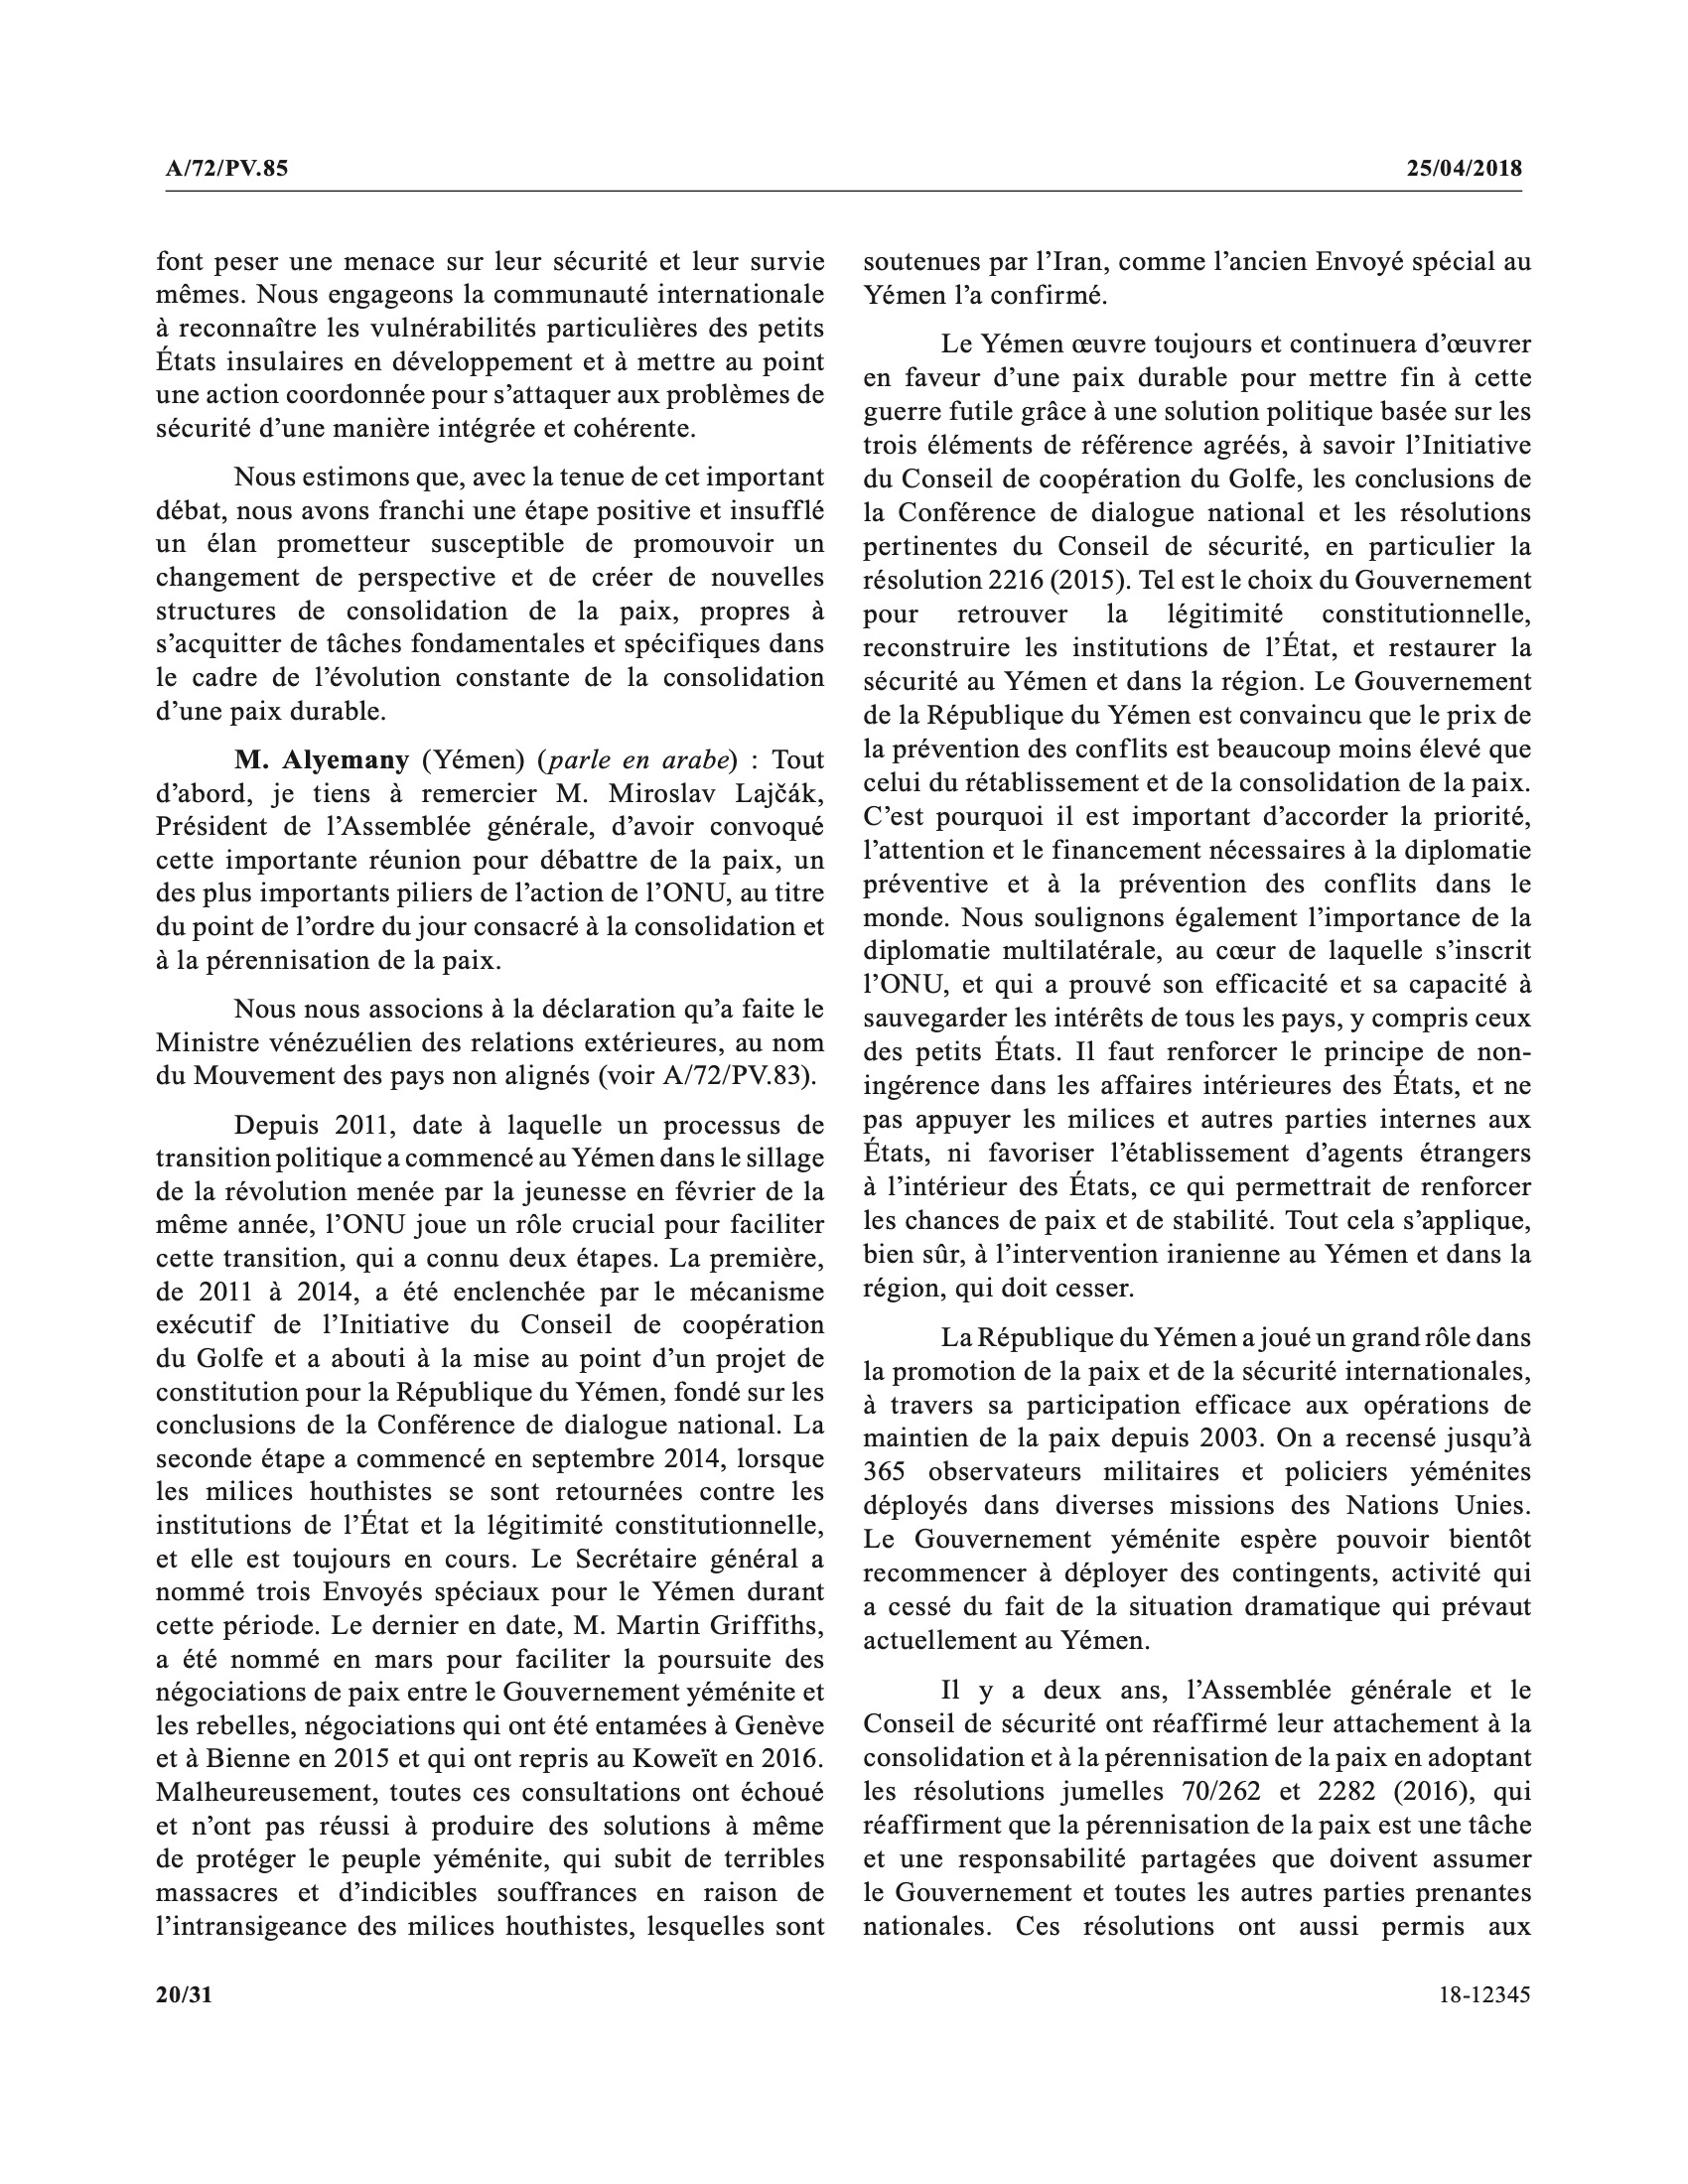 A/72/PV.85
25/04/2018
font peser une menace sur leur sécurité et leur survie
mêmes. Nous engageons la communauté internationale
à reconnaître les vulnérabilités particulières des petits
États insulaires en développement et à mettre au point
une action coordonnée pour s’attaquer aux problèmes de
sécurité d’une manière intégrée et cohérente.
Nous estimons que, avec la tenue de cet important
débat, nous avons franchi une étape positive et insufflé
un élan prometteur susceptible de promouvoir un
changement de perspective et de créer de nouvelles
structures de consolidation de la paix, propres à
s’acquitter de tâches fondamentales et spécifiques dans
le cadre de l’évolution constante de la consolidation
d’une paix durable.
M. Alyemany (Yémen) (parle en arabe) : Tout
d’abord, je tiens à remercier M. Miroslav Lajčák,
Président de l’Assemblée générale, d’avoir convoqué
cette importante réunion pour débattre de la paix, un
des plus importants piliers de l’action de l’ONU, au titre
du point de l’ordre du jour consacré à la consolidation et
à la pérennisation de la paix.
Nous nous associons à la déclaration qu’a faite le
Ministre vénézuélien des relations extérieures, au nom
du Mouvement des pays non alignés (voir A/72/PV.83).
Depuis 2011, date à laquelle un processus de
transition politique a commencé au Yémen dans le sillage
de la révolution menée par la jeunesse en février de la
même année, l’ONU joue un rôle crucial pour faciliter
cette transition, qui a connu deux étapes. La première,
de 2011 à 2014, a été enclenchée par le mécanisme
exécutif de l’Initiative du Conseil de coopération
du Golfe et a abouti à la mise au point d’un projet de
constitution pour la République du Yémen, fondé sur les
conclusions de la Conférence de dialogue national. La
seconde étape a commencé en septembre 2014, lorsque
les milices houthistes se sont retournées contre les
institutions de l’État et la légitimité constitutionnelle,
et elle est toujours en cours. Le Secrétaire général a
nommé trois Envoyés spéciaux pour le Yémen durant
cette période. Le dernier en date, M. Martin Griffiths,
a été nommé en mars pour faciliter la poursuite des
négociations de paix entre le Gouvernement yéménite et
les rebelles, négociations qui ont été entamées à Genève
et à Bienne en 2015 et qui ont repris au Koweït en 2016.
Malheureusement, toutes ces consultations ont échoué
et n’ont pas réussi à produire des solutions à même
de protéger le peuple yéménite, qui subit de terribles
massacres et d’indicibles souffrances en raison de
l’intransigeance des milices houthistes, lesquelles sont
soutenues par l’Iran, comme l’ancien Envoyé spécial au
Yémen l’a confirmé.
Le Yémen œuvre toujours et continuera d’œuvrer
en faveur d’une paix durable pour mettre fin à cette
guerre futile grâce à une solution politique basée sur les
trois éléments de référence agréés, à savoir l’Initiative
du Conseil de coopération du Golfe, les conclusions de
la Conférence de dialogue national et les résolutions
pertinentes du Conseil de sécurité, en particulier la
résolution 2216 (2015). Tel est le choix du Gouvernement
pour retrouver la légitimité constitutionnelle,
reconstruire les institutions de l’État, et restaurer la
sécurité au Yémen et dans la région. Le Gouvernement
de la République du Yémen est convaincu que le prix de
la prévention des conflits est beaucoup moins élevé que
celui du rétablissement et de la consolidation de la paix.
C’est pourquoi il est important d’accorder la priorité,
l’attention et le financement nécessaires à la diplomatie
préventive et à la prévention des conflits dans le
monde. Nous soulignons également l’importance de la
diplomatie multilatérale, au cœur de laquelle s’inscrit
l’ONU, et qui a prouvé son efficacité et sa capacité à
sauvegarder les intérêts de tous les pays, y compris ceux
des petits États. Il faut renforcer le principe de non-
ingérence dans les affaires intérieures des États, et ne
pas appuyer les milices et autres parties internes aux
États, ni favoriser l’établissement d’agents étrangers
à l’intérieur des États, ce qui permettrait de renforcer
les chances de paix et de stabilité. Tout cela s’applique,
bien sûr, à l’intervention iranienne au Yémen et dans la
région, qui doit cesser.
La République du Yémen a joué un grand rôle dans
la promotion de la paix et de la sécurité internationales,
à travers sa participation efficace aux opérations de
maintien de la paix depuis 2003. On a recensé jusqu’à
365 observateurs militaires et policiers yéménites
déployés dans diverses missions des Nations Unies.
Le Gouvernement yéménite espère pouvoir bientôt
recommencer à déployer des contingents, activité qui
a cessé du fait de la situation dramatique qui prévaut
actuellement au Yémen.
Il y a deux ans, l’Assemblée générale et le
Conseil de sécurité ont réaffirmé leur attachement à la
consolidation et à la pérennisation de la paix en adoptant
les résolutions jumelles 70/262 et 2282 (2016), qui
réaffirment que la pérennisation de la paix est une tâche
et une responsabilité partagées que doivent assumer
le Gouvernement et toutes les autres parties prenantes
nationales. Ces résolutions ont aussi permis aux
20/31
18-12345